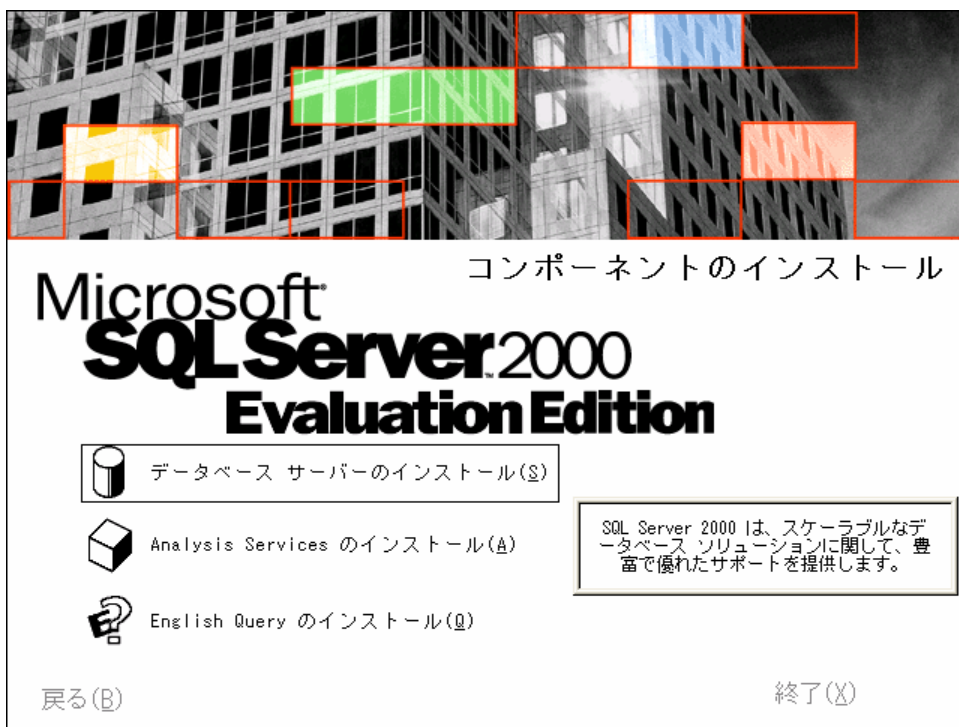 コンポーネントのインストール
Microsoft®
SQL Server™ 2000
Evaluation Edition
データベース サーバーのインストール(S)
Analysis Services のインストール(A)
English Query のインストール(Q)
SQL Server 2000 は、スケーラブルなデ
ータベース ソリューションに関して、豊
富で優れたサポートを提供します。
戻る(B)
終了(X)